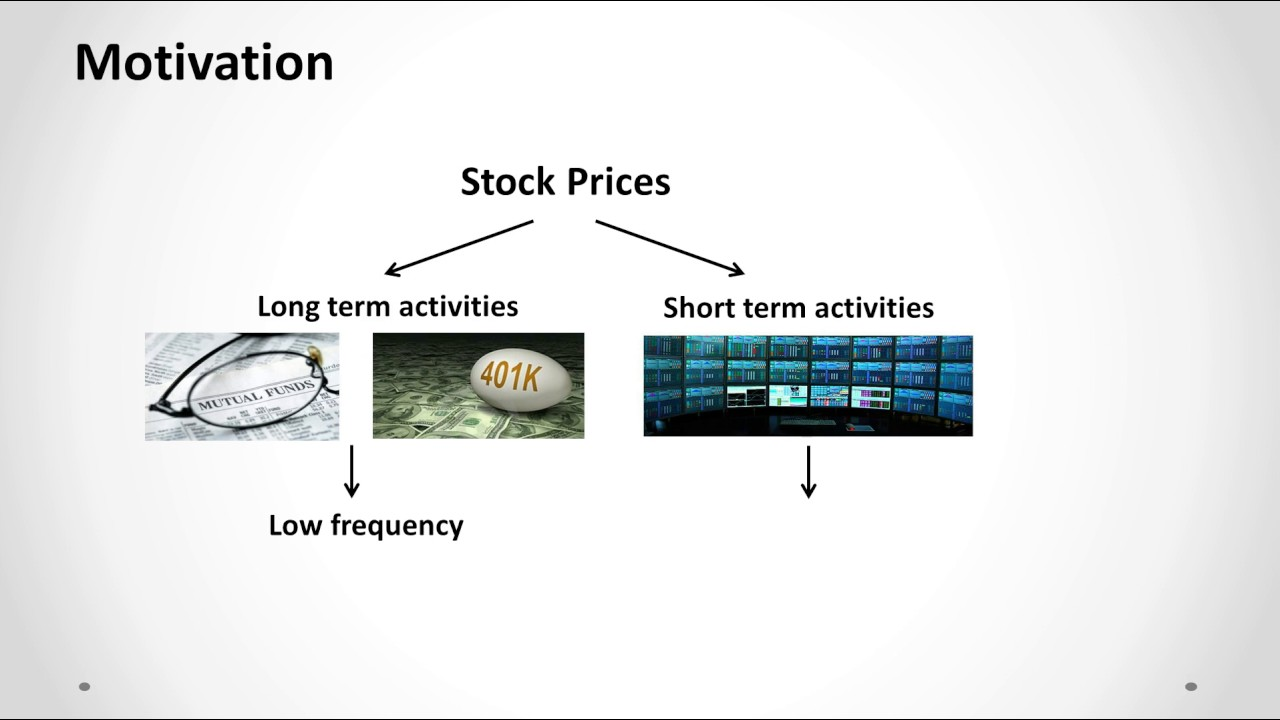 Motivation
Stock Prices
Long term activities
Short term activities
MUTUAL FUNDS
401K
Low frequency